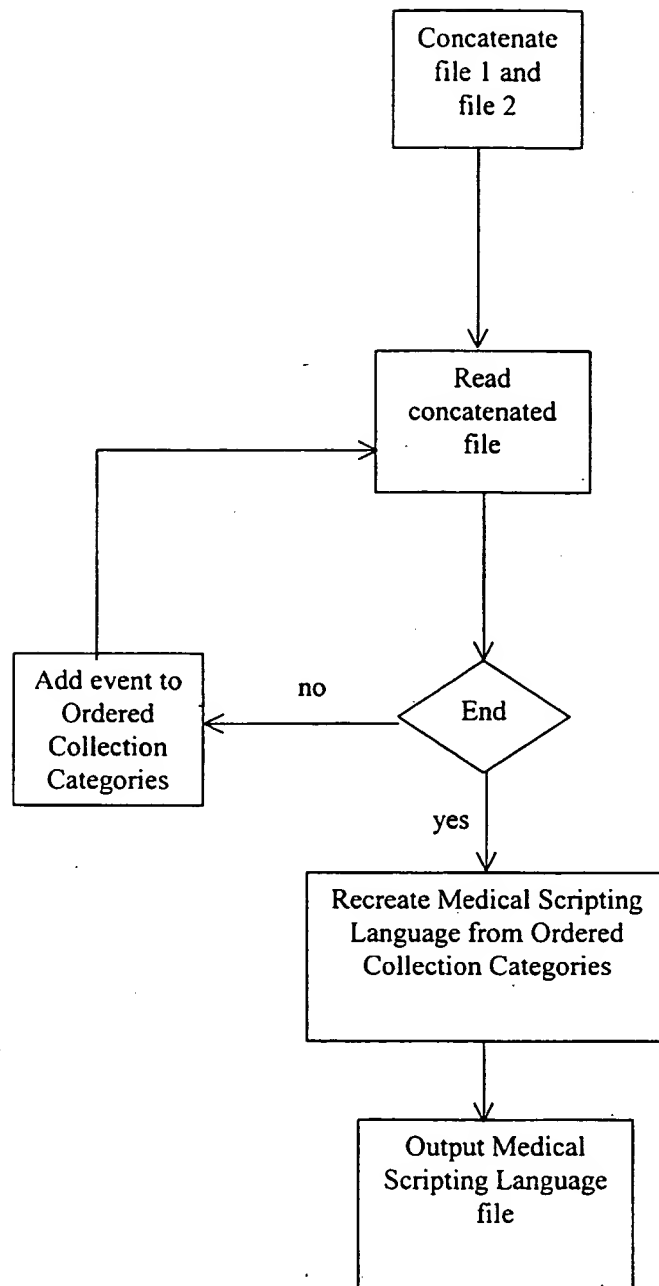 Concatenate
file 1 and
file 2
Read
concatenated
file
End
no
Add event to
Ordered
Collection
Categories
yes
Recreate Medical Scripting
Language from Ordered
Collection Categories
Output Medical
Scripting Language
file